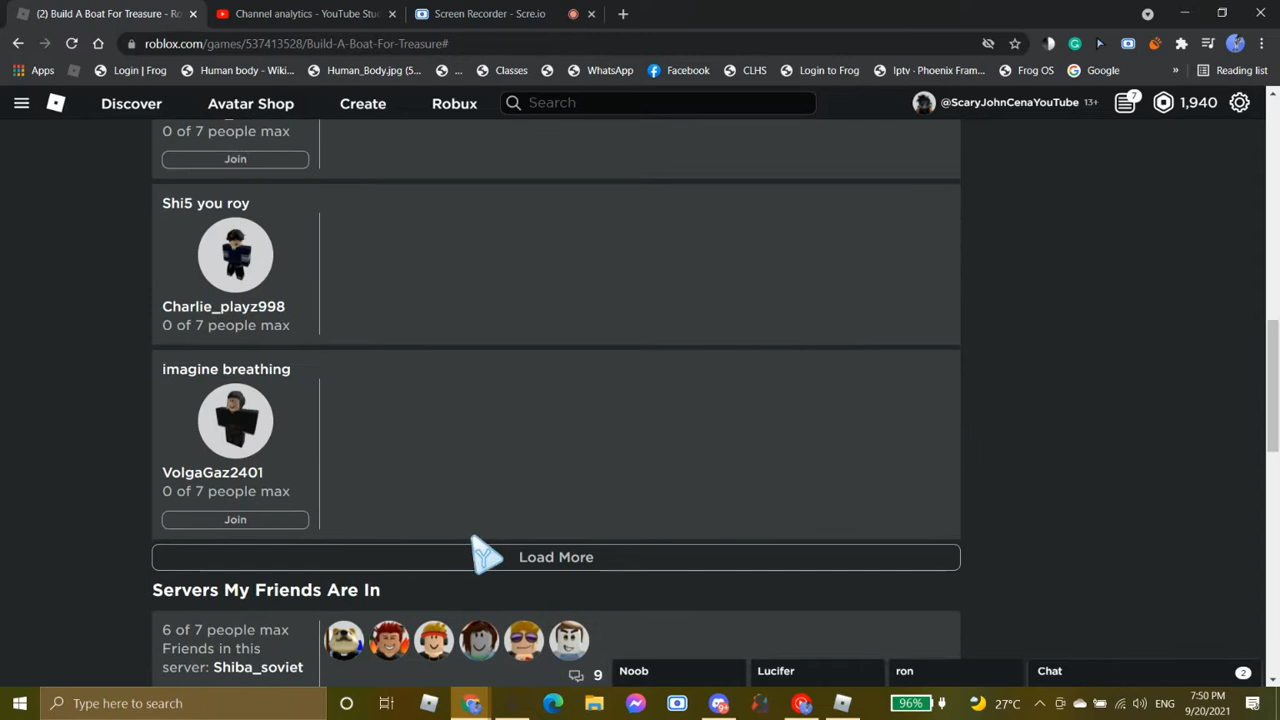 (2) Build A Boat For Treasure - Ro
Channel analytics - YouTube Stu
Screen Recorder - Scre.io
roblox.com/games/537413528/Build-A-Boat-For-Treasure#
Apps
Login | Frog
Human body - Wiki...
Human_body.jpg (5...
...
Classes
WhatsApp
Facebook
CLHS
Login to Frog
Iptv · Phoenix Fram...
Frog OS
Google
»
Reading list
Discover
Avatar Shop
Create
Robux
Search
@ScaryJohnCenaYouTube 13+
7
1,940
0 of 7 people max
Join
Shi5 you roy
Charlie_playz998
0 of 7 people max
imagine breathing
VolgaGaz2401
0 of 7 people max
Join
Y
Load More
Servers My Friends Are In
6 of 7 people max
Friends in this
server: Shiba_soviet
9
Noob
Lucifer
ron
Chat
2
Type here to search
96%
27°C
ENG
7:50 PM
9/20/2021